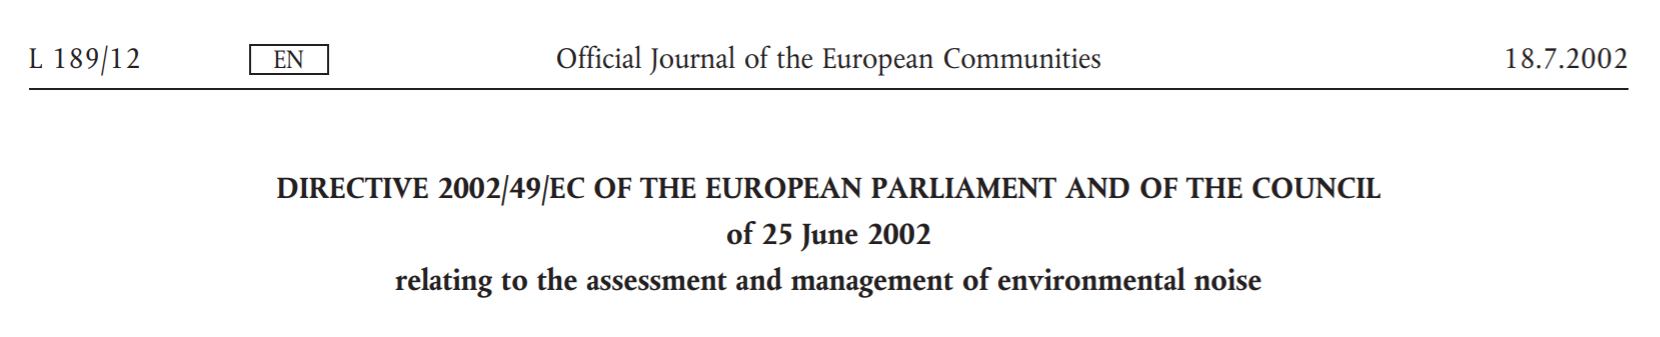 L 189/12 EN Official Journal of the European Communities 18.7.2002
DIRECTIVE 2002/49/EC OF THE EUROPEAN PARLIAMENT AND OF THE COUNCIL
of 25 June 2002
relating to the assessment and management of environmental noise